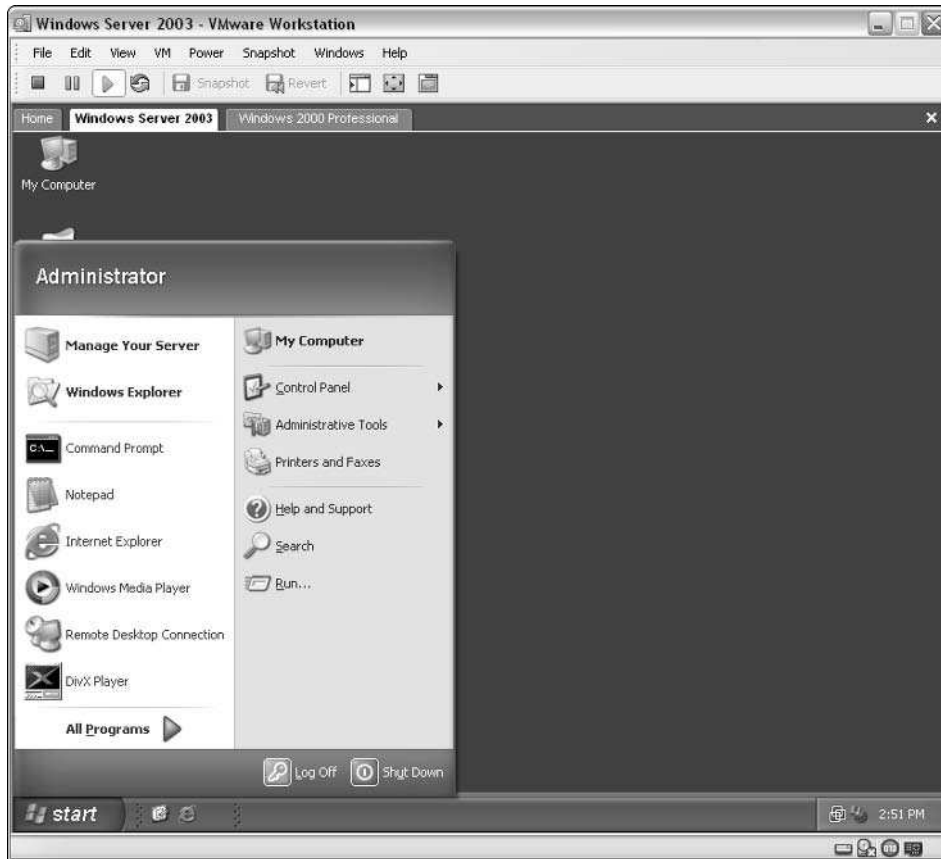 Windows Server 2003 - VMware Workstation
File Edit View VM Power Snapshot Windows Help
Snapshot Revert
Home Windows Server 2003 Windows 2000 Professional
My Computer
Administrator
Manage Your Server
Windows Explorer
Command Prompt
Notepad
Internet Explorer
Windows Media Player
Remote Desktop Connection
DivX Player
All Programs
My Computer
Control Panel
Administrative Tools
Printers and Faxes
Help and Support
Search
Run...
Log Off Shut Down
start 2:51 PM